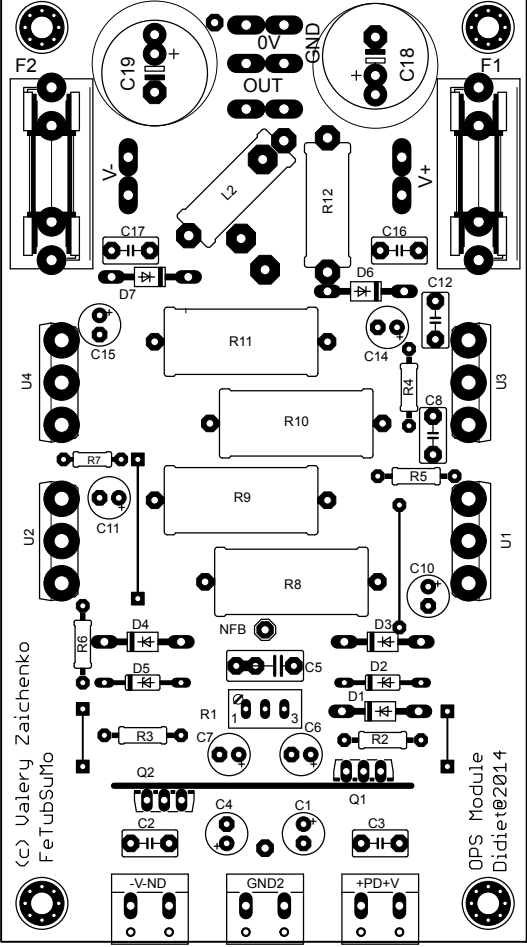 F2
C19
+
0V
GND
OUT
C18
+
F1
V-
V+
L2
R12
C17
C16
D7
D6
C12
C15
+
R11
C14
+
U4
U3
R4
C8
R10
R7
R5
R9
C11
+
U2
U1
C10
+
R8
NFB
D4
D3
R6
C5
D5
D2
R1
1
3
D1
C7
+
C6
+
R3
R2
Q2
Q1
C4
+
C1
+
C2
C3
(c) Valery Zaichenko
FeTubSuMo
OPS Module
Didiet@2014
-V-ND
GND2
+PD+V